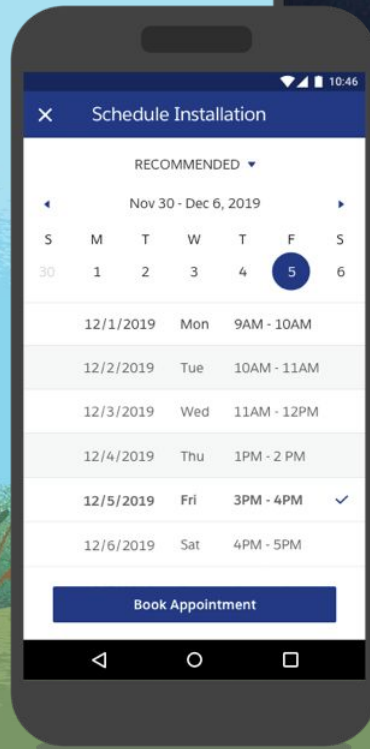 10:46
Schedule Installation
RECOMMENDED
Nov 30 - Dec 6, 2019
S M T W T F S
30 1 2 3 4 5 6
12/1/2019 Mon 9AM - 10AM
12/2/2019 Tue 10AM - 11AM
12/3/2019 Wed 11AM - 12PM
12/4/2019 Thu 1PM - 2 PM
12/5/2019 Fri 3PM - 4PM
12/6/2019 Sat 4PM - 5PM
Book Appointment